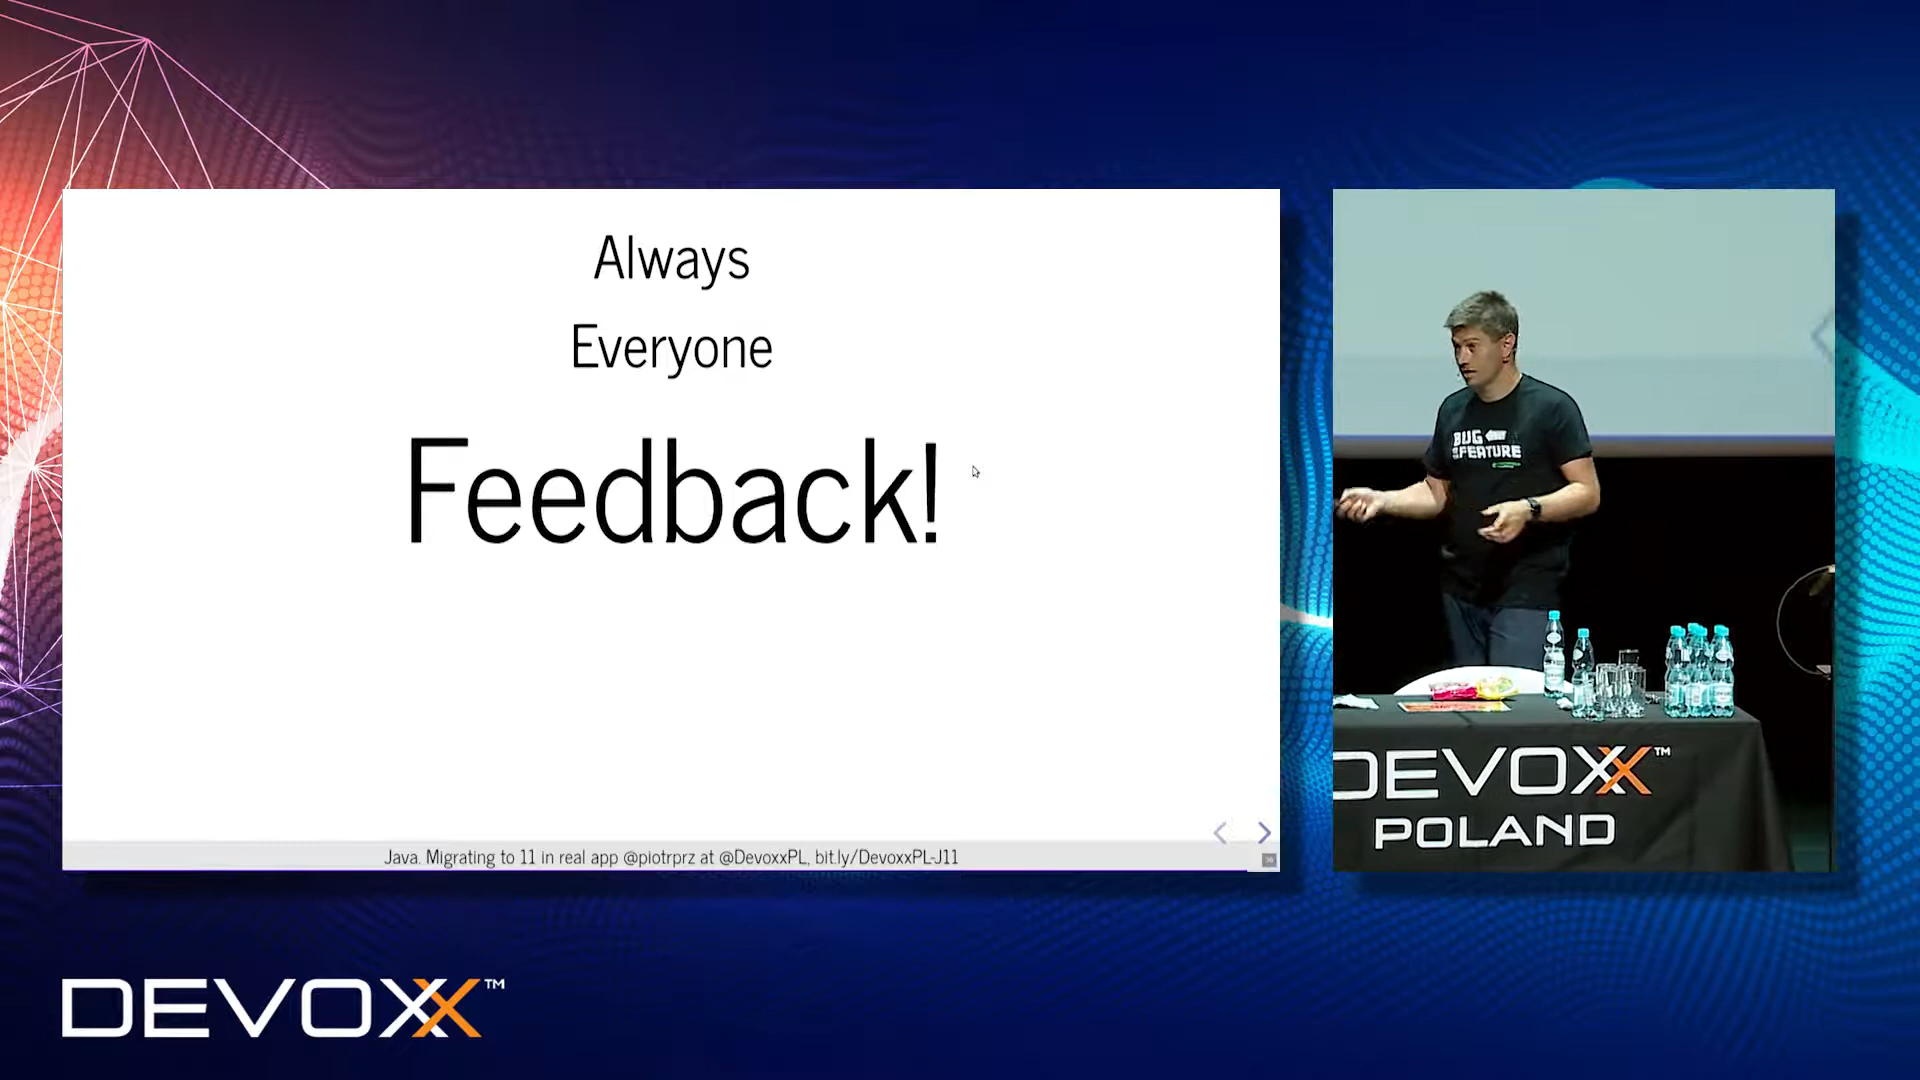 Always
Everyone
Feedback!
Java. Migrating to 11 in real app @piotrprz at @DevoxxPL, bit.ly/DevoxxPL-J11
BUG
FEATURE
DEVOXX™
POLAND
DEVOXX™